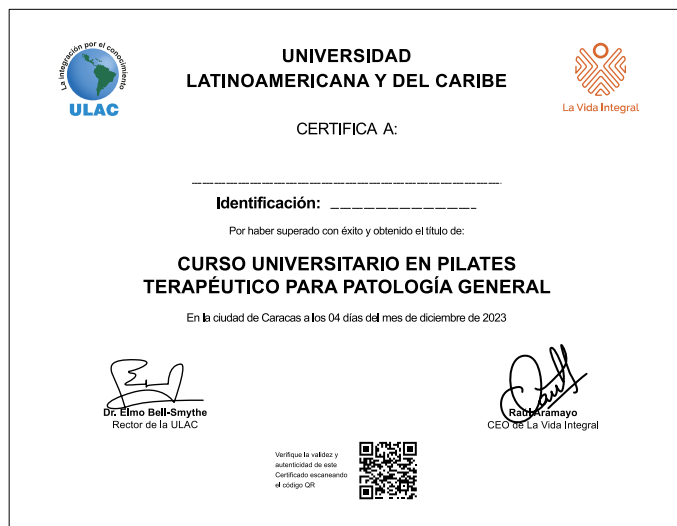 La integración por el conocimiento
ULAC
UNIVERSIDAD
LATINOAMERICANA Y DEL CARIBE
La Vida Integral
CERTIFICA A:
Identificación:
Por haber superado con éxito y obtenido el título de:
CURSO UNIVERSITARIO EN PILATES
TERAPÉUTICO PARA PATOLOGÍA GENERAL
En la ciudad de Caracas a los 04 días del mes de diciembre de 2023
Dr. Elmo Bell-Smythe
Rector de la ULAC
Raúl Aramayo
CEO de La Vida Integral
Verifique la validez y
autenticidad de este
Certificado escaneando
el código QR